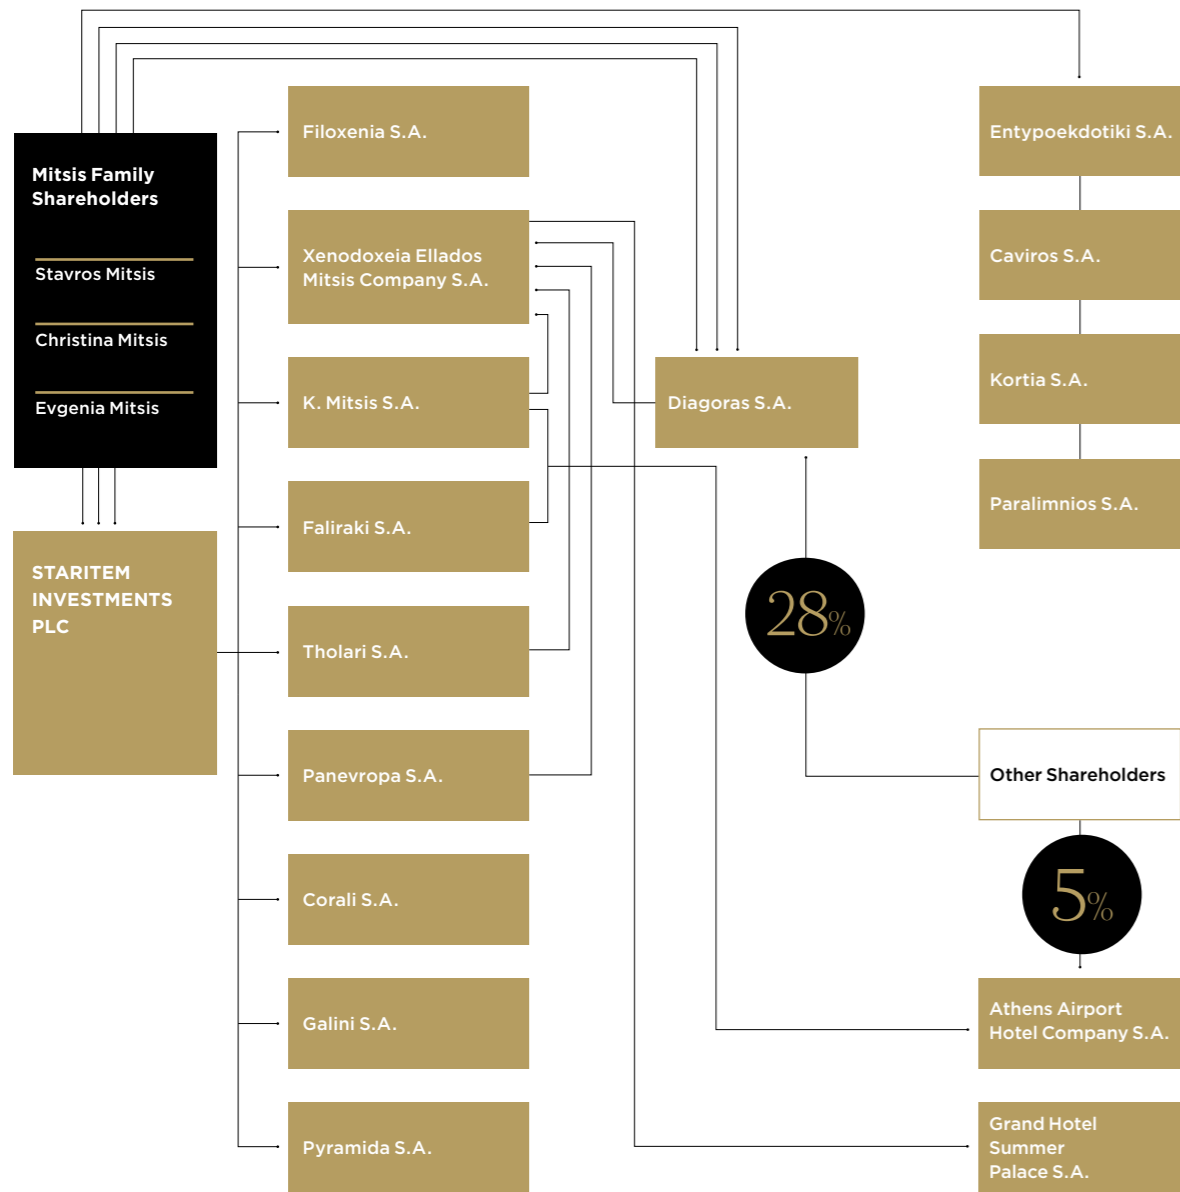 Mitsis Family
Shareholders
Stavros Mitsis
Christina Mitsis
Evgenia Mitsis
STARITEM
INVESTMENTS
PLC
Filoxenia S.A.
Xenodoxeia Ellados
Mitsis Company S.A.
K. Mitsis S.A.
Faliraki S.A.
Tholari S.A.
Panevropa S.A.
Corali S.A.
Galini S.A.
Pyramida S.A.
Diagoras S.A.
28%
Entypoekdotiki S.A.
Caviros S.A.
Kortia S.A.
Paralimnios S.A.
Other Shareholders
5%
Athens Airport
Hotel Company S.A.
Grand Hotel
Summer
Palace S.A.